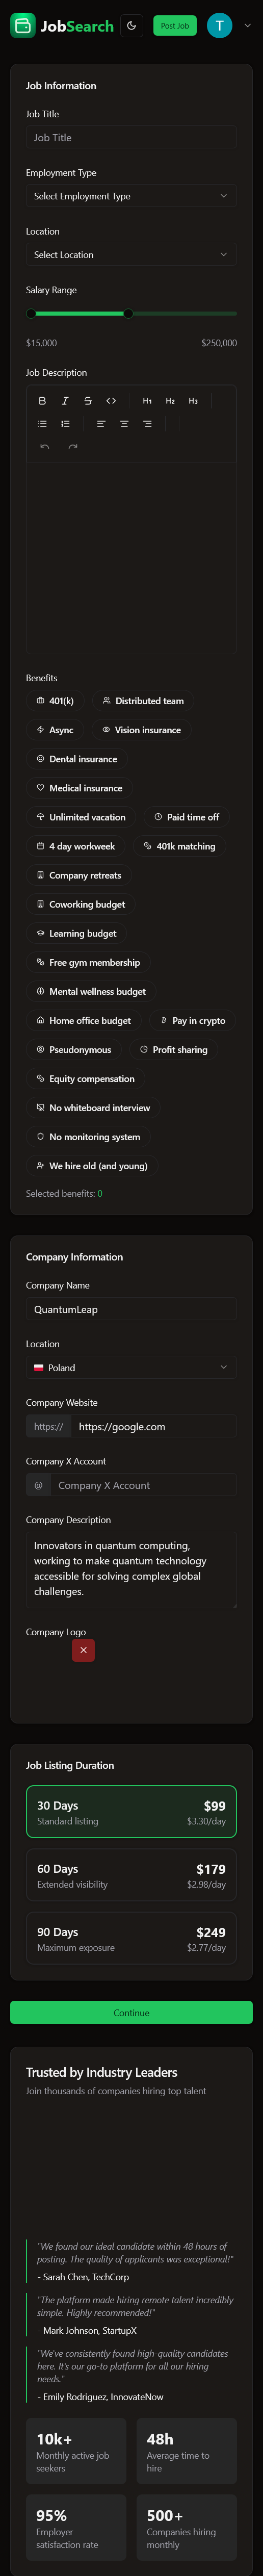 JobSearch
Post Job
T
Job Information
Job Title
Job Title
Employment Type
Select Employment Type
Location
Select Location
Salary Range
$15,000 $250,000
Job Description
B I S <> H1 H2 H3
Benefits
401(k) Distributed team
Async Vision insurance
Dental insurance
Medical insurance
Unlimited vacation Paid time off
4 day workweek 401k matching
Company retreats
Coworking budget
Learning budget
Free gym membership
Mental wellness budget
Home office budget Pay in crypto
Pseudonymous Profit sharing
Equity compensation
No whiteboard interview
No monitoring system
We hire old (and young)
Selected benefits: 0
Company Information
Company Name
QuantumLeap
Location
Poland
Company Website
https:// https://google.com
Company X Account
@ Company X Account
Company Description
Innovators in quantum computing,
working to make quantum technology
accessible for solving complex global
challenges.
Company Logo
Job Listing Duration
30 Days $99
Standard listing $3.30/day
60 Days $179
Extended visibility $2.98/day
90 Days $249
Maximum exposure $2.77/day
Continue
Trusted by Industry Leaders
Join thousands of companies hiring top talent
"We found our ideal candidate within 48 hours of
posting. The quality of applicants was exceptional!"
- Sarah Chen, TechCorp
"The platform made hiring remote talent incredibly
simple. Highly recommended!"
- Mark Johnson, StartupX
"We've consistently found high-quality candidates
here. It's our go-to platform for all our hiring
needs."
- Emily Rodriguez, InnovateNow
10k+
Monthly active job
seekers
48h
Average time to
hire
95%
Employer
satisfaction rate
500+
Companies hiring
monthly